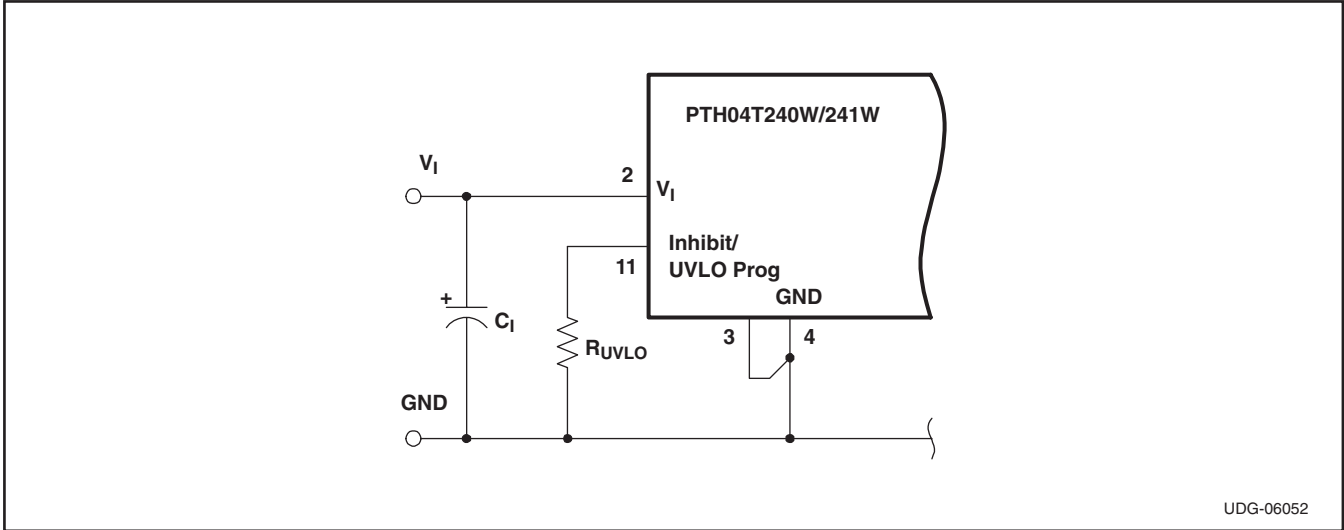 PTH04T240W/241W
V_I
2
V_I
Inhibit/
11
UVLO Prog
GND
+
C_I
3
4
R_UVLO
GND
UDG-06052